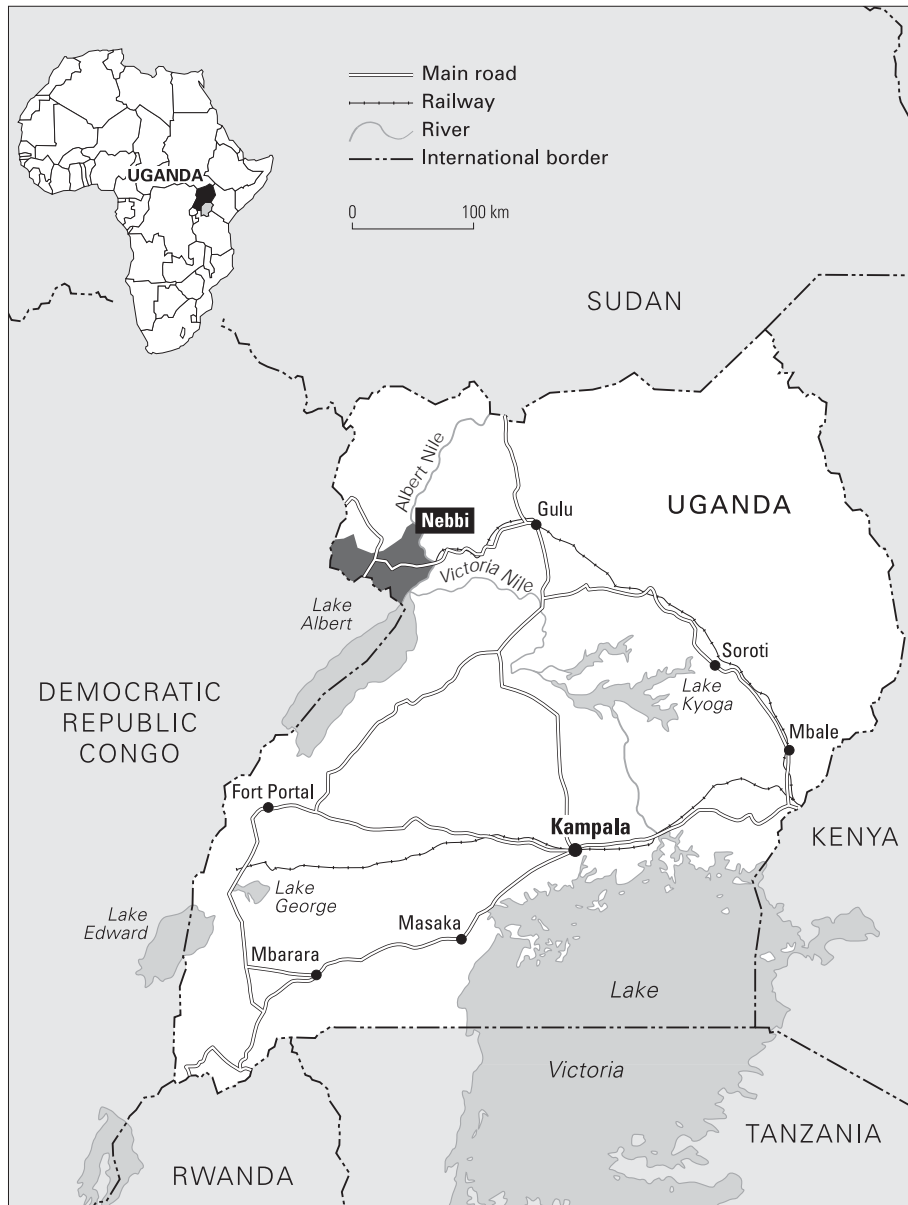 Main road
Railway
River
International border
UGANDA
0 100 km
SUDAN
Albert Nile
UGANDA
Nebbi
Gulu
Victoria Nile
Lake
Albert
Soroti
Lake
Kyoga
DEMOCRATIC
REPUBLIC
CONGO
Mbale
Fort Portal
Kampala
KENYA
Lake
George
Lake
Edward
Masaka
Mbarara
Lake
Victoria
TANZANIA
RWANDA